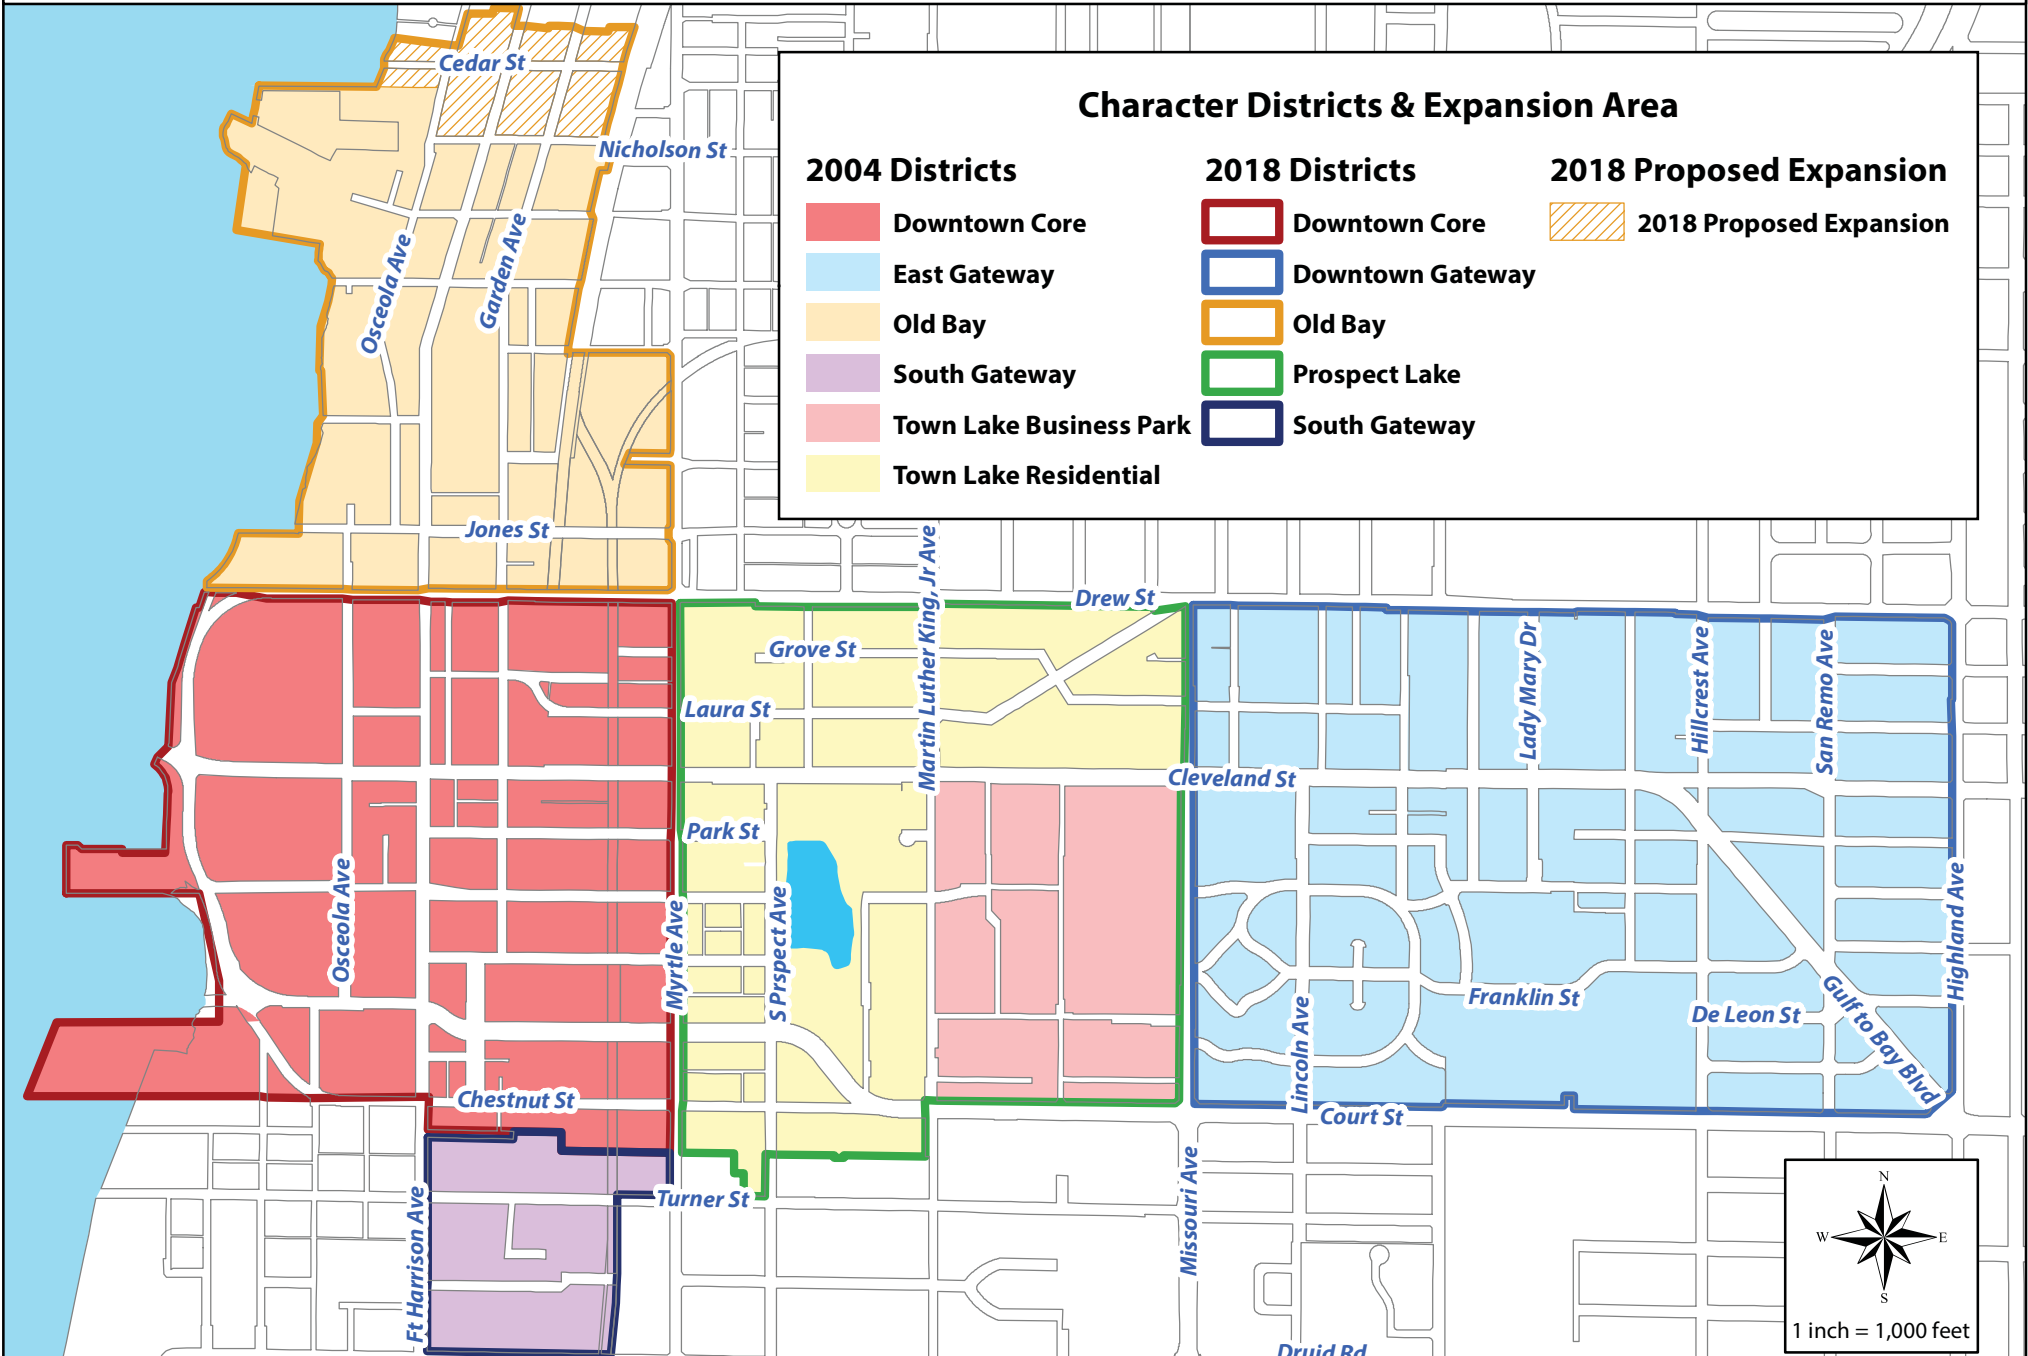 Character Districts & Expansion Area
2004 Districts
Downtown Core
East Gateway
Old Bay
South Gateway
Town Lake Business Park
Town Lake Residential
2018 Districts
Downtown Core
Downtown Gateway
Old Bay
Prospect Lake
South Gateway
2018 Proposed Expansion
2018 Proposed Expansion
Cedar St
Nicholson St
Osceola Ave
Garden Ave
Jones St
Drew St
Grove St
Laura St
Martin Luther King, Jr Ave
Lady Mary Dr
Hillcrest Ave
San Remo Ave
Cleveland St
Park St
Osceola Ave
Myrtle Ave
S Prspect Ave
Highland Ave
Franklin St
De Leon St
Gulf to Bay Blvd
Lincoln Ave
Chestnut St
Court St
Turner St
Ft Harrison Ave
Missouri Ave
Druid Rd
N
W
E
S
1 inch = 1,000 feet